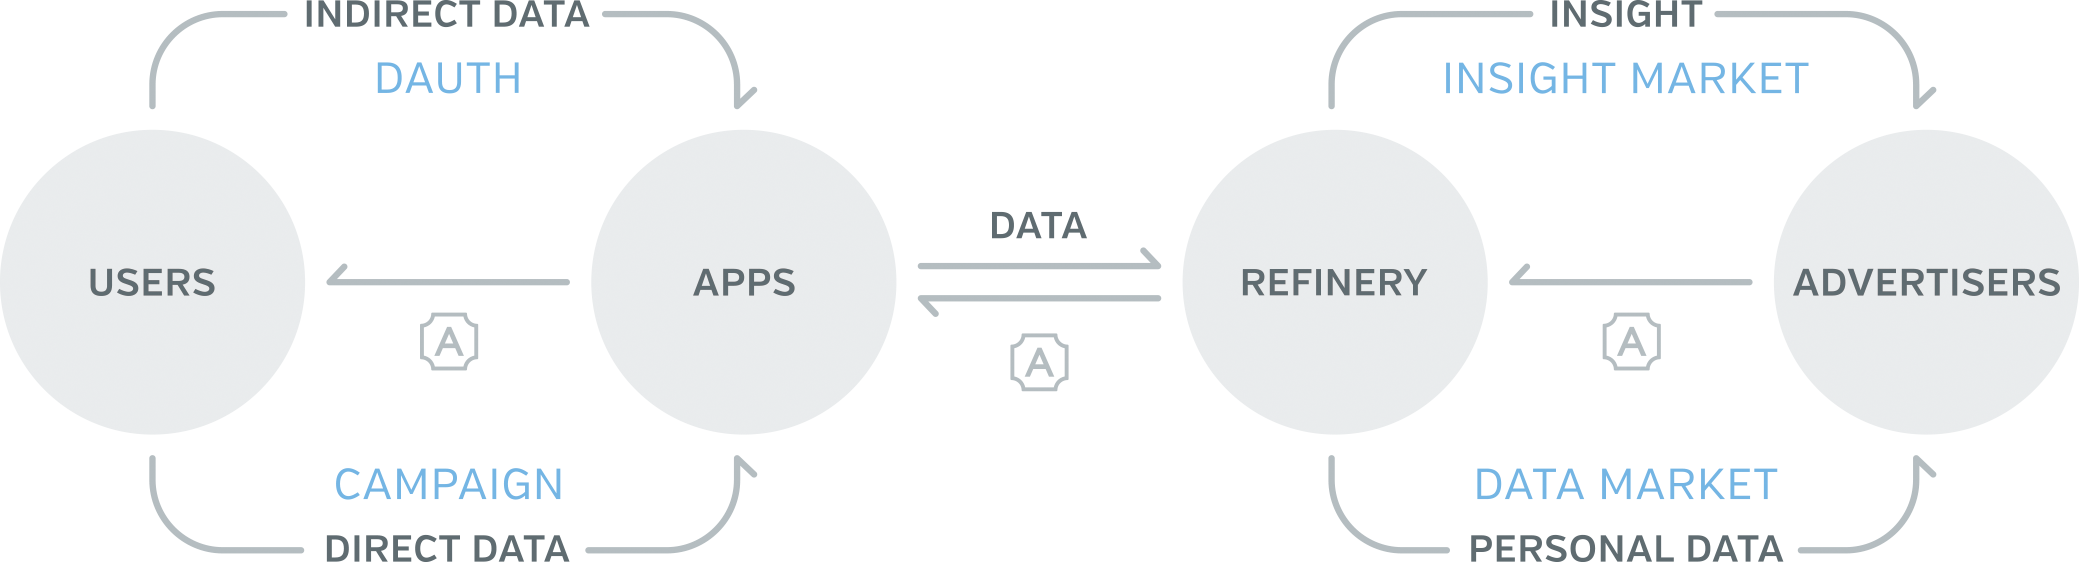 INDIRECT DATA
DAUTH
INSIGHT
INSIGHT MARKET
DATA
USERS
APPS
REFINERY
ADVERTISERS
A
A
A
CAMPAIGN
DIRECT DATA
DATA MARKET
PERSONAL DATA